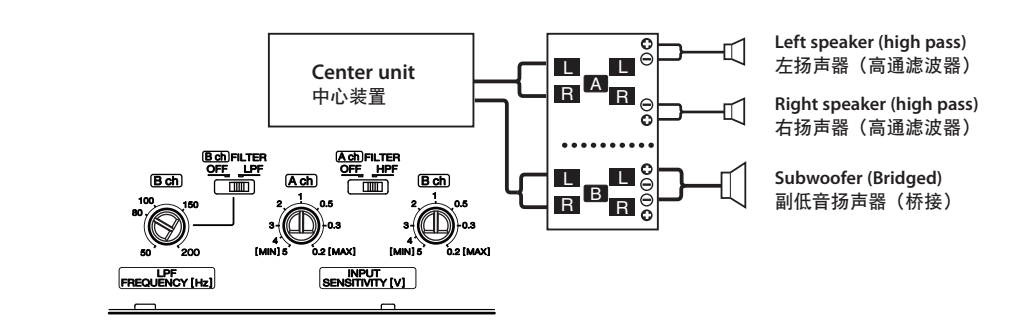 Center unit
中心装置
L L
R A R
L L
R B R
⊕
⊖
⊖
⊕
⊕
⊖
⊖
⊕
Left speaker (high pass)
左扬声器（高通滤波器）
Right speaker (high pass)
右扬声器（高通滤波器）
Subwoofer (Bridged)
副低音扬声器（桥接）
B ch FILTER
OFF LPF
A ch FILTER
OFF HPF
B ch
A ch
B ch
100 150
80
50 200
1
2 0.5
3 0.3
4
[MIN] 5 0.2 [MAX]
1
2 0.5
3 0.3
4
[MIN] 5 0.2 [MAX]
LPF
FREQUENCY [Hz]
INPUT
SENSITIVITY [V]